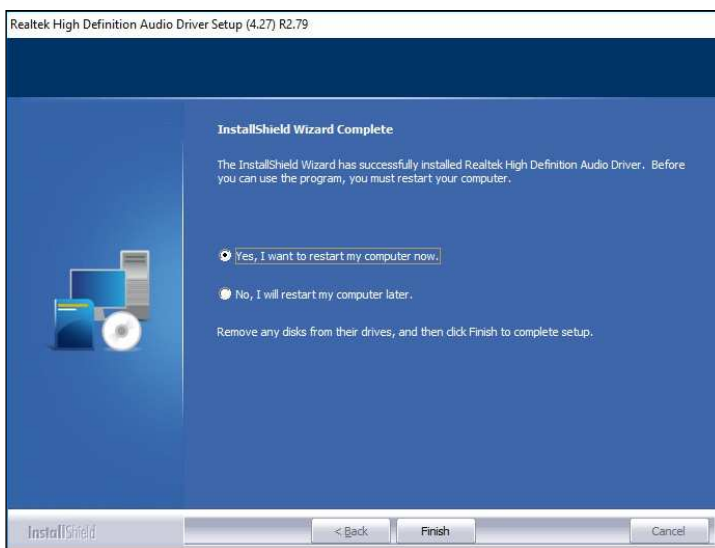 Realtek High Definition Audio Driver Setup (4.27) R2.79
InstallShield Wizard Complete
The InstallShield Wizard has successfully installed Realtek High Definition Audio Driver.  Before
you can use the program, you must restart your computer.
Yes, I want to restart my computer now.
No, I will restart my computer later.
Remove any disks from their drives, and then click Finish to complete setup.
InstallShield
< Back
Finish
Cancel